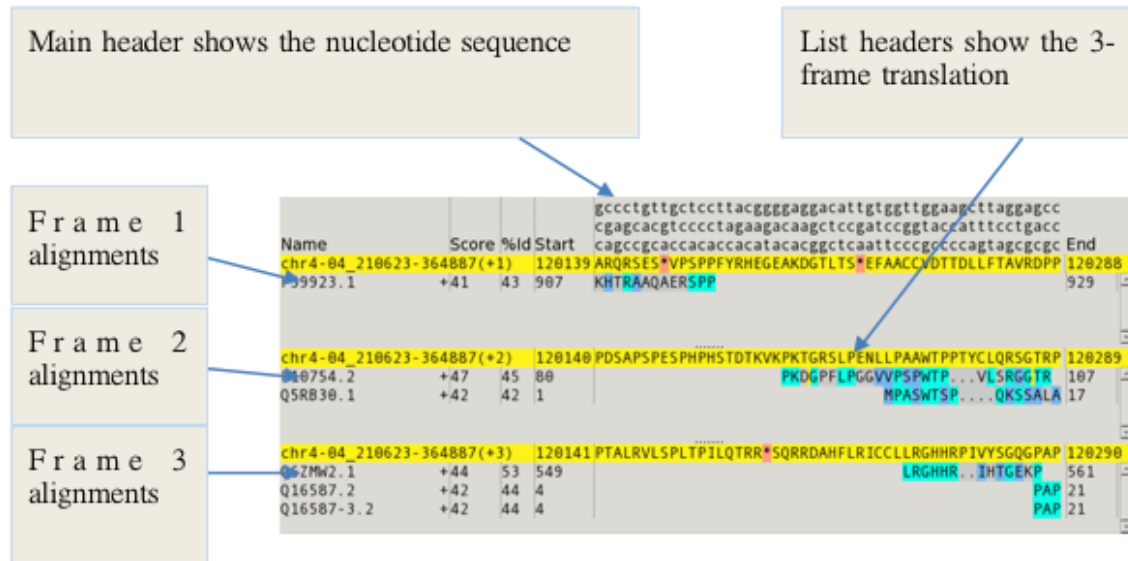 Main header shows the nucleotide sequence
List headers show the 3-
frame translation
Frame 1
alignments
Frame 2
alignments
Frame 3
alignments
gccctgttgctccttacggggaggacattgtggttggaagcttaggagcc
cgagcacgtcccctagaagacaagctccgatccggtaccatttcctgacc
cagccgcaccacaccacatacacggctcaattcccgccccagtagcgcgc
Name Score %Id Start End
chr4-04_210623-364887(+1) 120139 ARQRSES*VPSPPFYRHEGEAKDGTLTS*EFAACCVDTTDLLFTAVRDPP 120288
+41 43 907 KHTRAAQAERSPP 929
chr4-04_210623-364887(+2) 120140 PDSAPSPESPHPHSTDTKVKPKTGRSLPENLLPAAWTPPTYCLQRSGTRP 120289
+47 45 80 PKDGPFLPGGVVPSPWTP...VLSRGGTR 107
Q5RB30.1 +42 42 1 MPASWTSP....QKSSALA 17
chr4-04_210623-364887(+3) 120141 PTALRVLSPLTPILQTRR*SQRRDAHFLRICCLLRGHHRPIVYSGQGPAP 120290
+44 53 549 LRGHHR..IHTGEKP 561
Q16587.2 +42 44 4 PAP 21
Q16587-3.2 +42 44 4 PAP 21